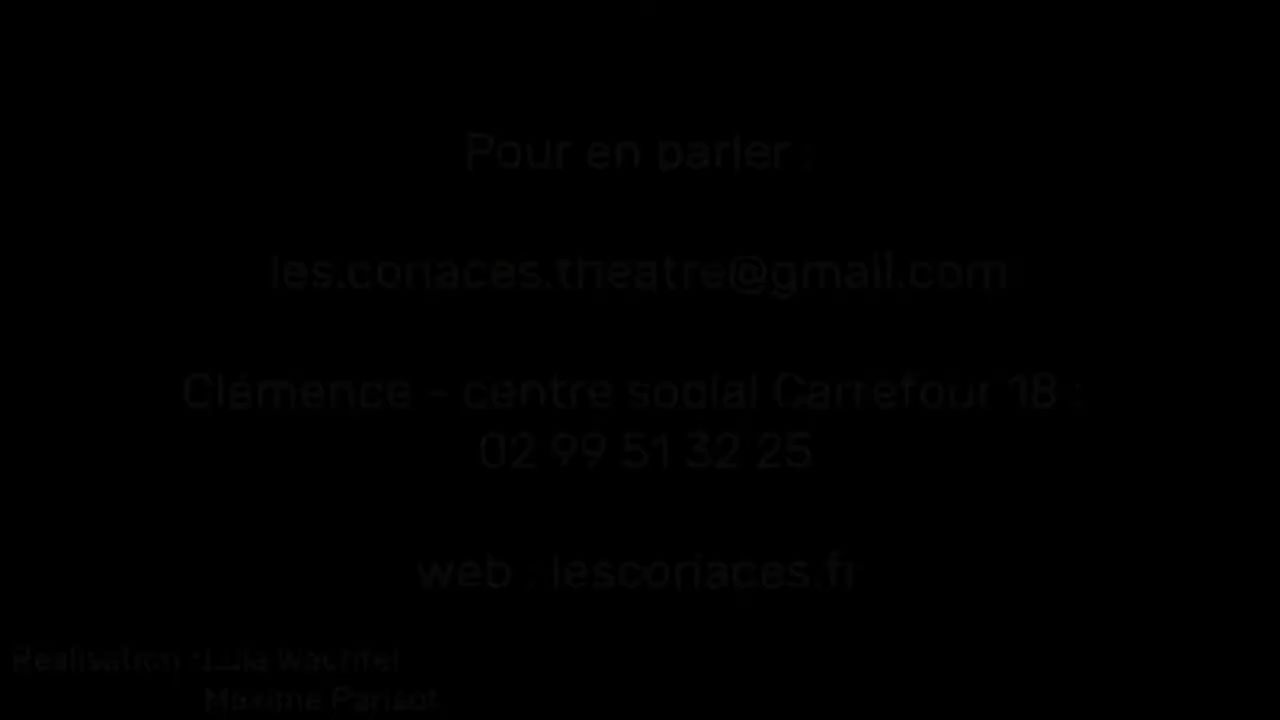 Pour en parler :
les.coriaces.theatre@gmail.com
Clémence - centre social Carrefour 18 :
02 99 51 32 25
web : lescoriaces.fr
Réalisation :
Maxime